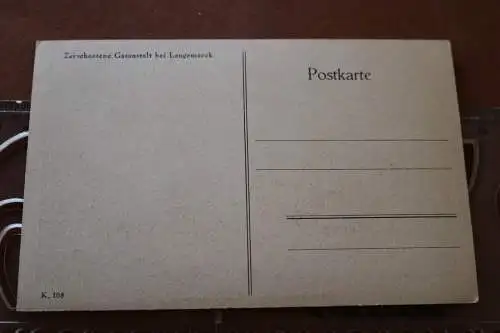 Zerschossene Gasanstalt bei Langemarck
Postkarte
K. 108